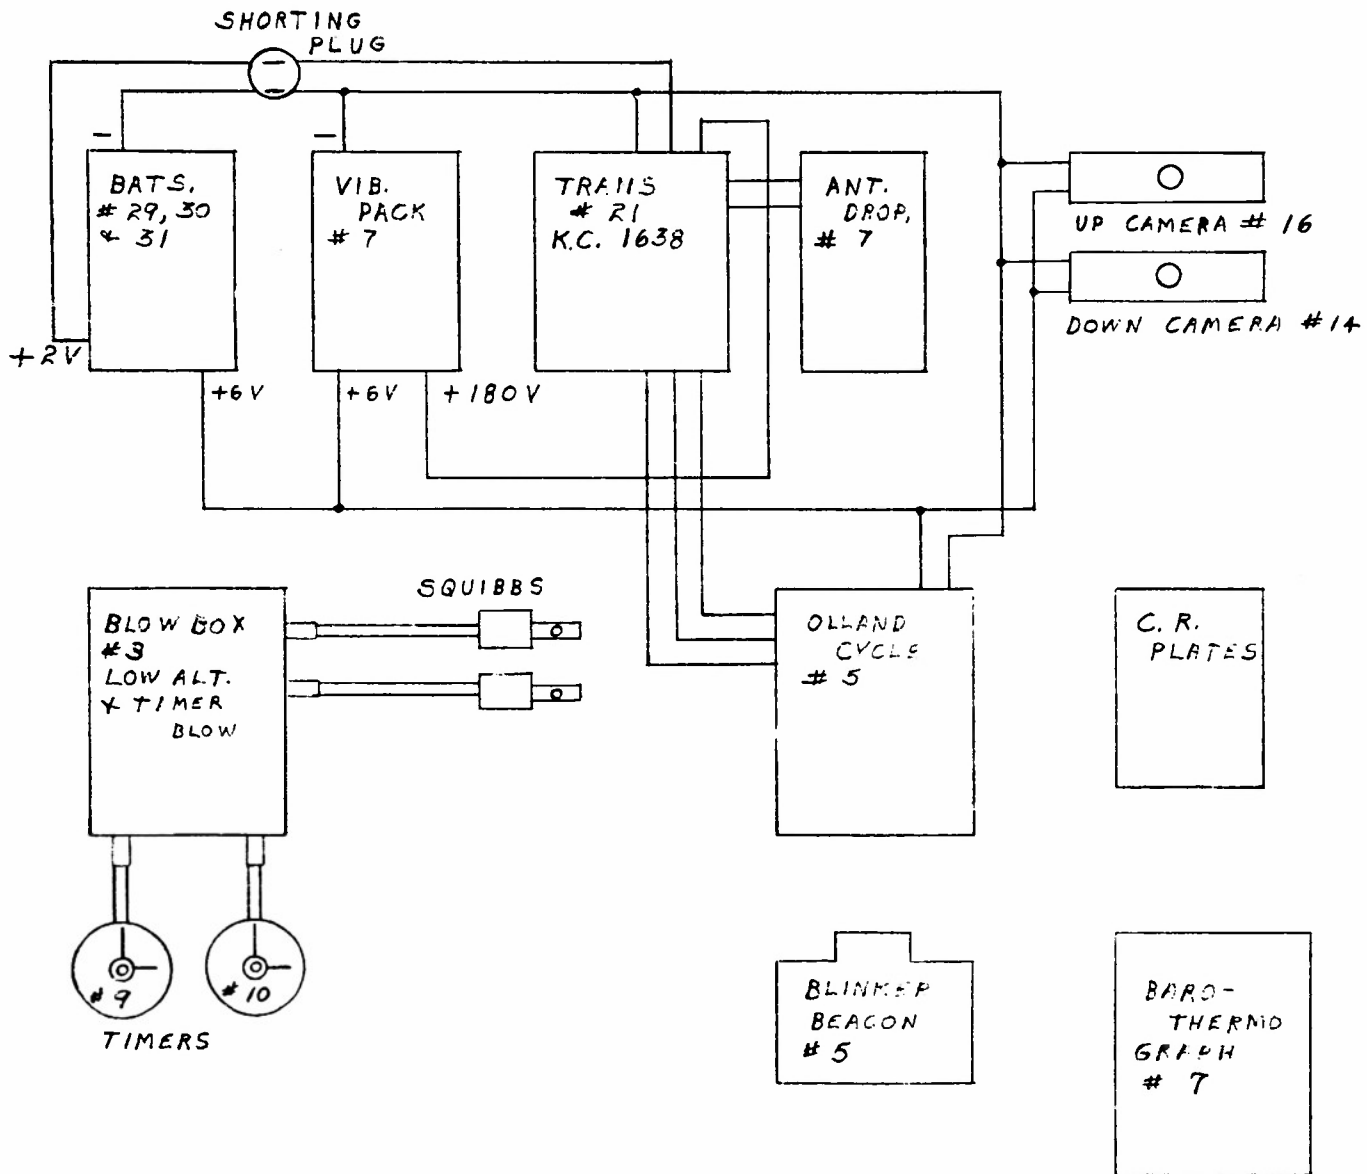 SHORTING
PLUG
BATS.
# 29, 30
& 31
VIB.
PACK
# 7
TRANS
# 21
K.C. 1638
ANT.
DROP,
# 7
UP CAMERA # 16
DOWN CAMERA #14
+2V
+6V
+6V
+180V
SQUIBBS
BLOW BOX
#3
LOW ALT.
& TIMER
BLOW
OLLAND
CYCLE
# 5
C. R.
PLATES
#9
#10
TIMERS
BLINKER
BEACON
# 5
BARO-
THERMO
GRAPH
# 7